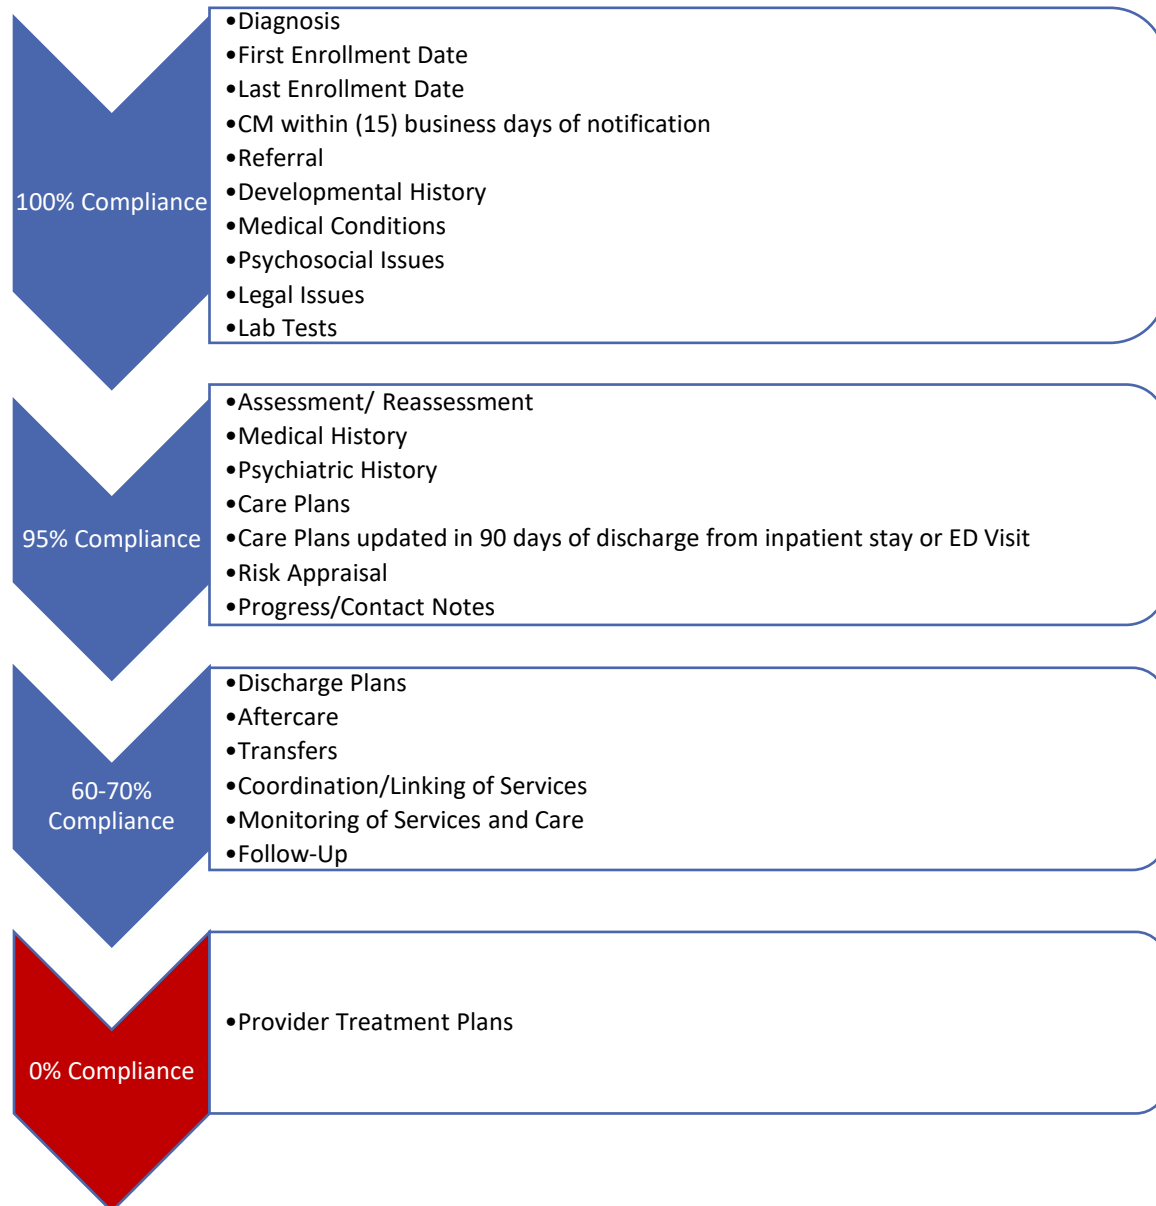 100% Compliance
•Diagnosis
•First Enrollment Date
•Last Enrollment Date
•CM within (15) business days of notification
•Referral
•Developmental History
•Medical Conditions
•Psychosocial Issues
•Legal Issues
•Lab Tests
95% Compliance
•Assessment/ Reassessment
•Medical History
•Psychiatric History
•Care Plans
•Care Plans updated in 90 days of discharge from inpatient stay or ED Visit
•Risk Appraisal
•Progress/Contact Notes
60-70%
Compliance
•Discharge Plans
•Aftercare
•Transfers
•Coordination/Linking of Services
•Monitoring of Services and Care
•Follow-Up
0% Compliance
•Provider Treatment Plans